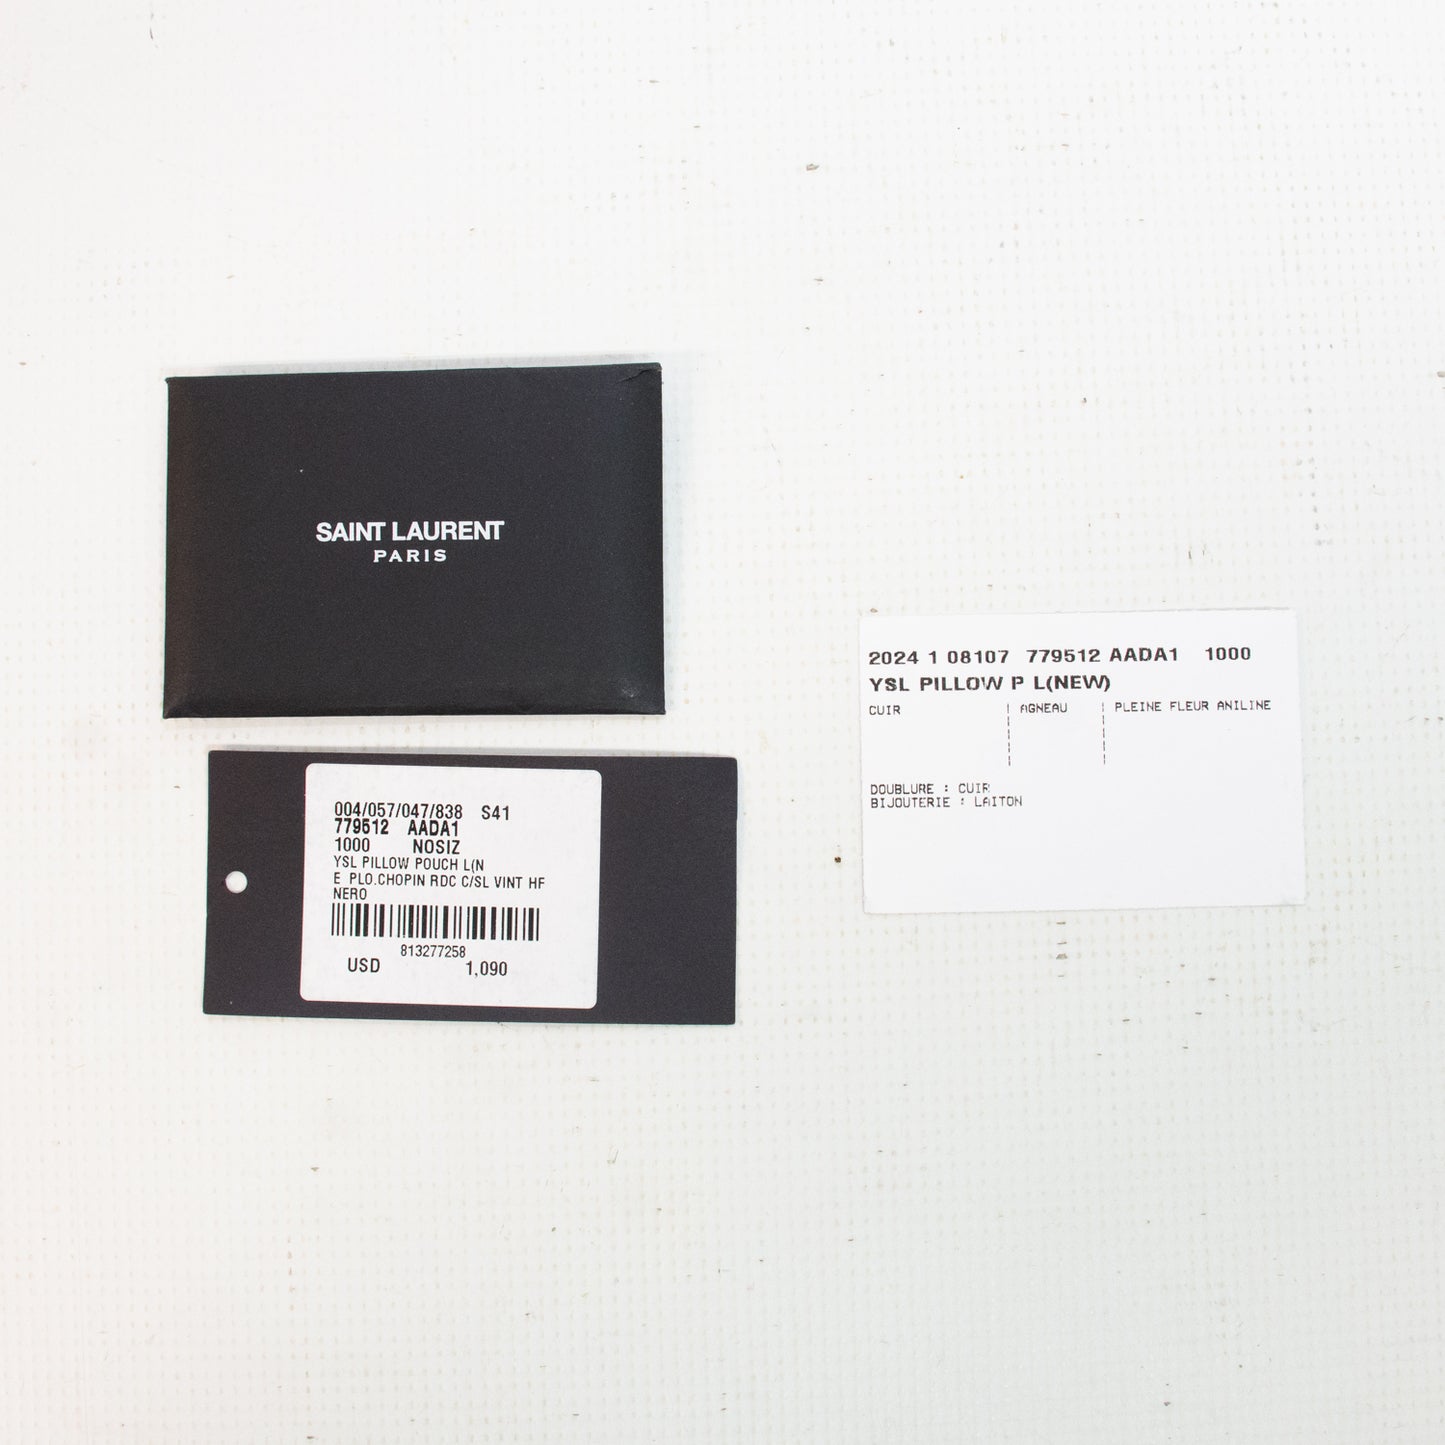 SAINT LAURENT
PARIS
004/057/047/838 S41
779512 AADA1
1000 NOSIZ
YSL PILLOW POUCH L(N
E PLO.CHOPIN RDC C/SL VINT HF
NERO
813277258
USD 1,090
2024 1 08107 779512 AADA1 1000
YSL PILLOW P L(NEW)
CUIR | AGNEAU | PLEINE FLEUR ANILINE
DOUBLURE : CUIR
BIJOUTERIE : LAITON